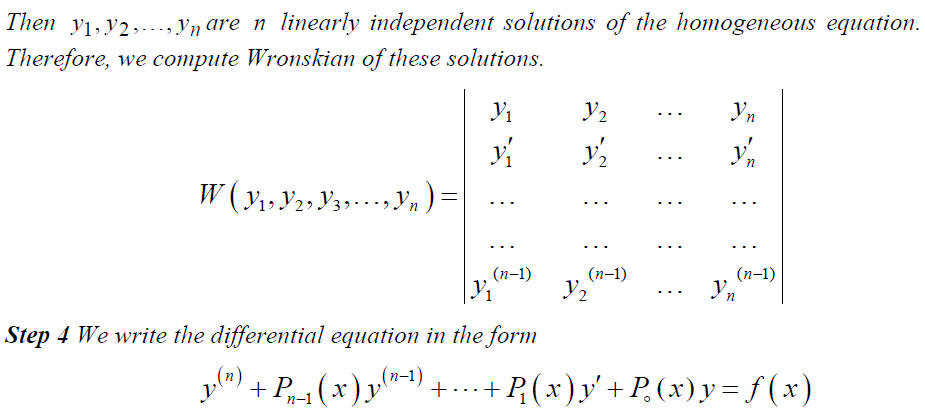 Then y₁, y₂,..., yₙ are n linearly independent solutions of the homogeneous equation.
Therefore, we compute Wronskian of these solutions.
y₁ y₂ ... yₙ
y₁′ y₂′ ... yₙ′
W(y₁, y₂, y₃,..., yₙ) = ... ... ... ...
... ... ... ...
y₁⁽ⁿ⁻¹⁾ y₂⁽ⁿ⁻¹⁾ ... yₙ⁽ⁿ⁻¹⁾
Step 4 We write the differential equation in the form
y⁽ⁿ⁾ + Pₙ₋₁(x)y⁽ⁿ⁻¹⁾ + ⋯ + P₁(x)y′ + P₀(x)y = f(x)